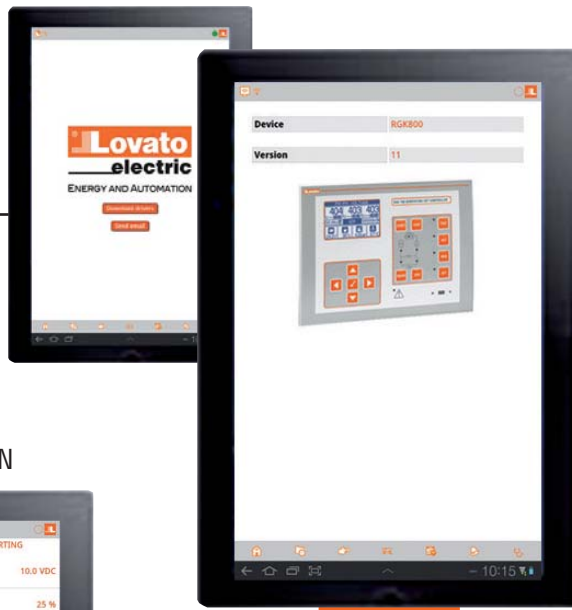 Lovato
electric
ENERGY AND AUTOMATION
Download drivers
Send email
Device RGK800
Version 11
10:15
N
RTING
10.0 VDC
25 %